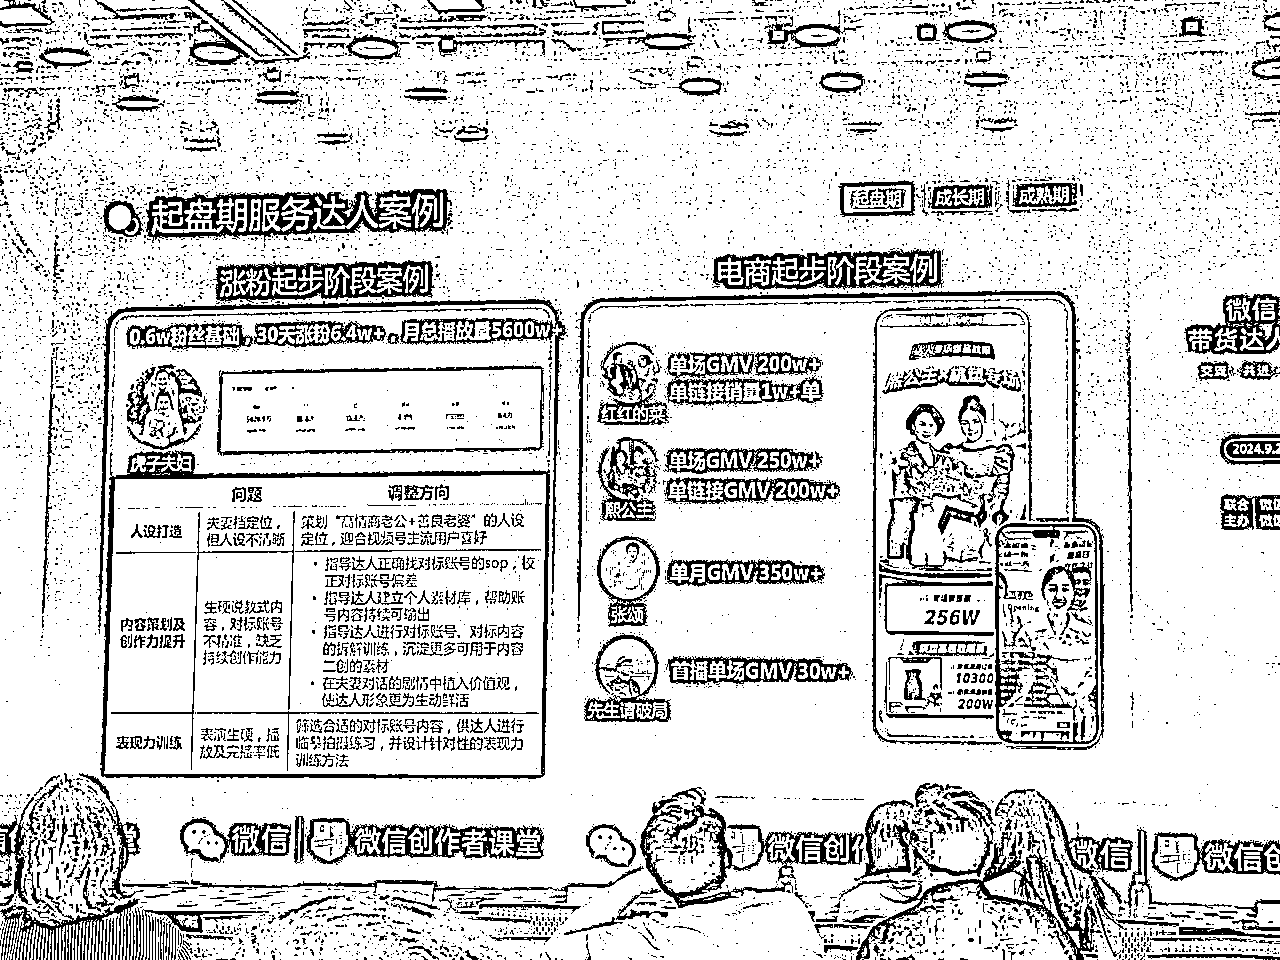 起盘期服务达人案例
起盘期 成长期 成熟期
涨粉起步阶段案例
0.6w粉丝基础，30天涨粉6.4w+，月总播放量5600w+
虎子夫妇
问题 调整方向
人设打造
夫妻档定位，
但人设不清晰
策划“高情商老公+善良老婆”的人设
定位，迎合视频号主流用户喜好
内容策划及
创作力提升
生硬说教式内
容，对标账号
不精准，缺乏
持续创作能力
• 指导达人正确找对标账号的sop，校
正对标账号偏差
• 指导达人建立个人素材库，帮助账
号内容持续可输出
• 指导达人进行对标账号、对标内容
的拆解训练，沉淀更多可用于内容
二创的素材
• 在夫妻对话的剧情中植入价值观，
使达人形象更为生动鲜活
表现力训练
表演生硬，播
放及完播率低
筛选合适的对标账号内容，供达人进行
临摹拍摄练习，并设计针对性的表现力
训练方法
电商起步阶段案例
单场GMV 200w+
单链接销量1w+单
红红的菜
单场GMV 250w+
单链接GMV 200w+
熙公主
单月GMV 350w+
张颂
首播单场GMV 30w+
先生请破局
256W
10300
200W
微信
带货达人
2024.9.2
联合
主办
微信 微信创作者课堂
微信创作
微信 微信创